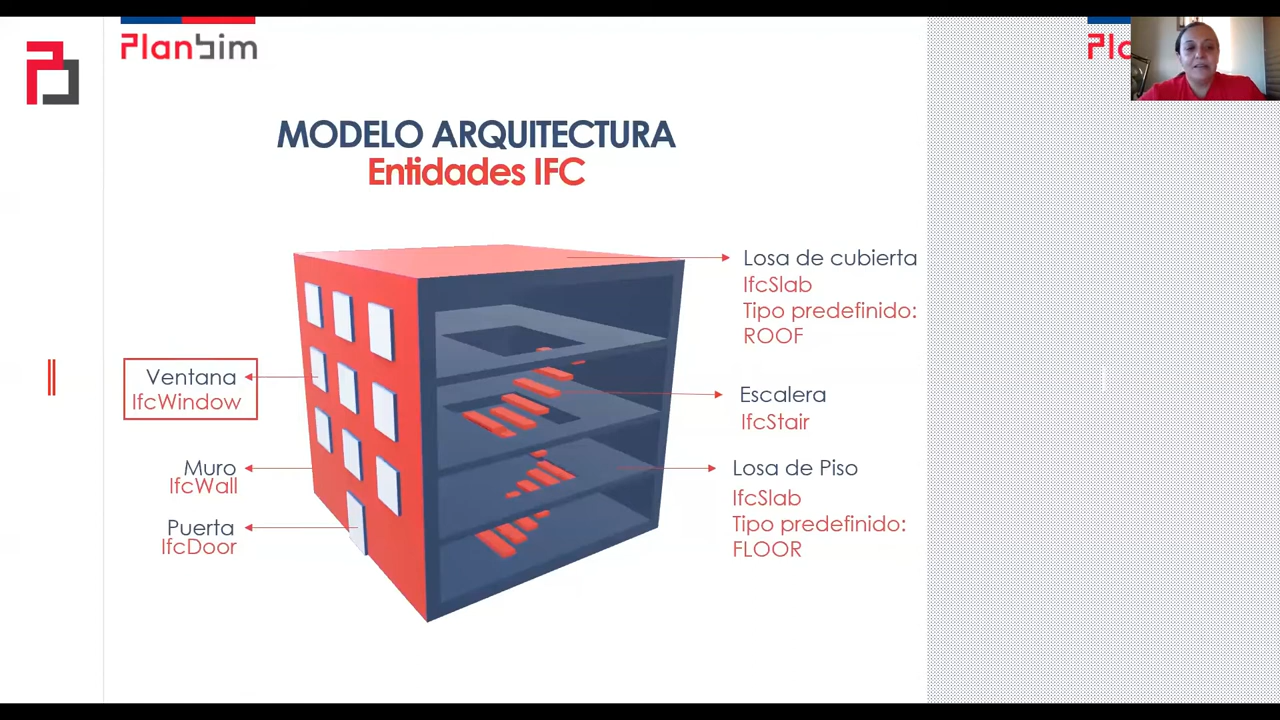 PlanBim
Pl
MODELO ARQUITECTURA
Entidades IFC
Losa de cubierta
IfcSlab
Tipo predefinido:
ROOF
Ventana
IfcWindow
Escalera
IfcStair
Muro
IfcWall
Losa de Piso
IfcSlab
Tipo predefinido:
FLOOR
Puerta
IfcDoor